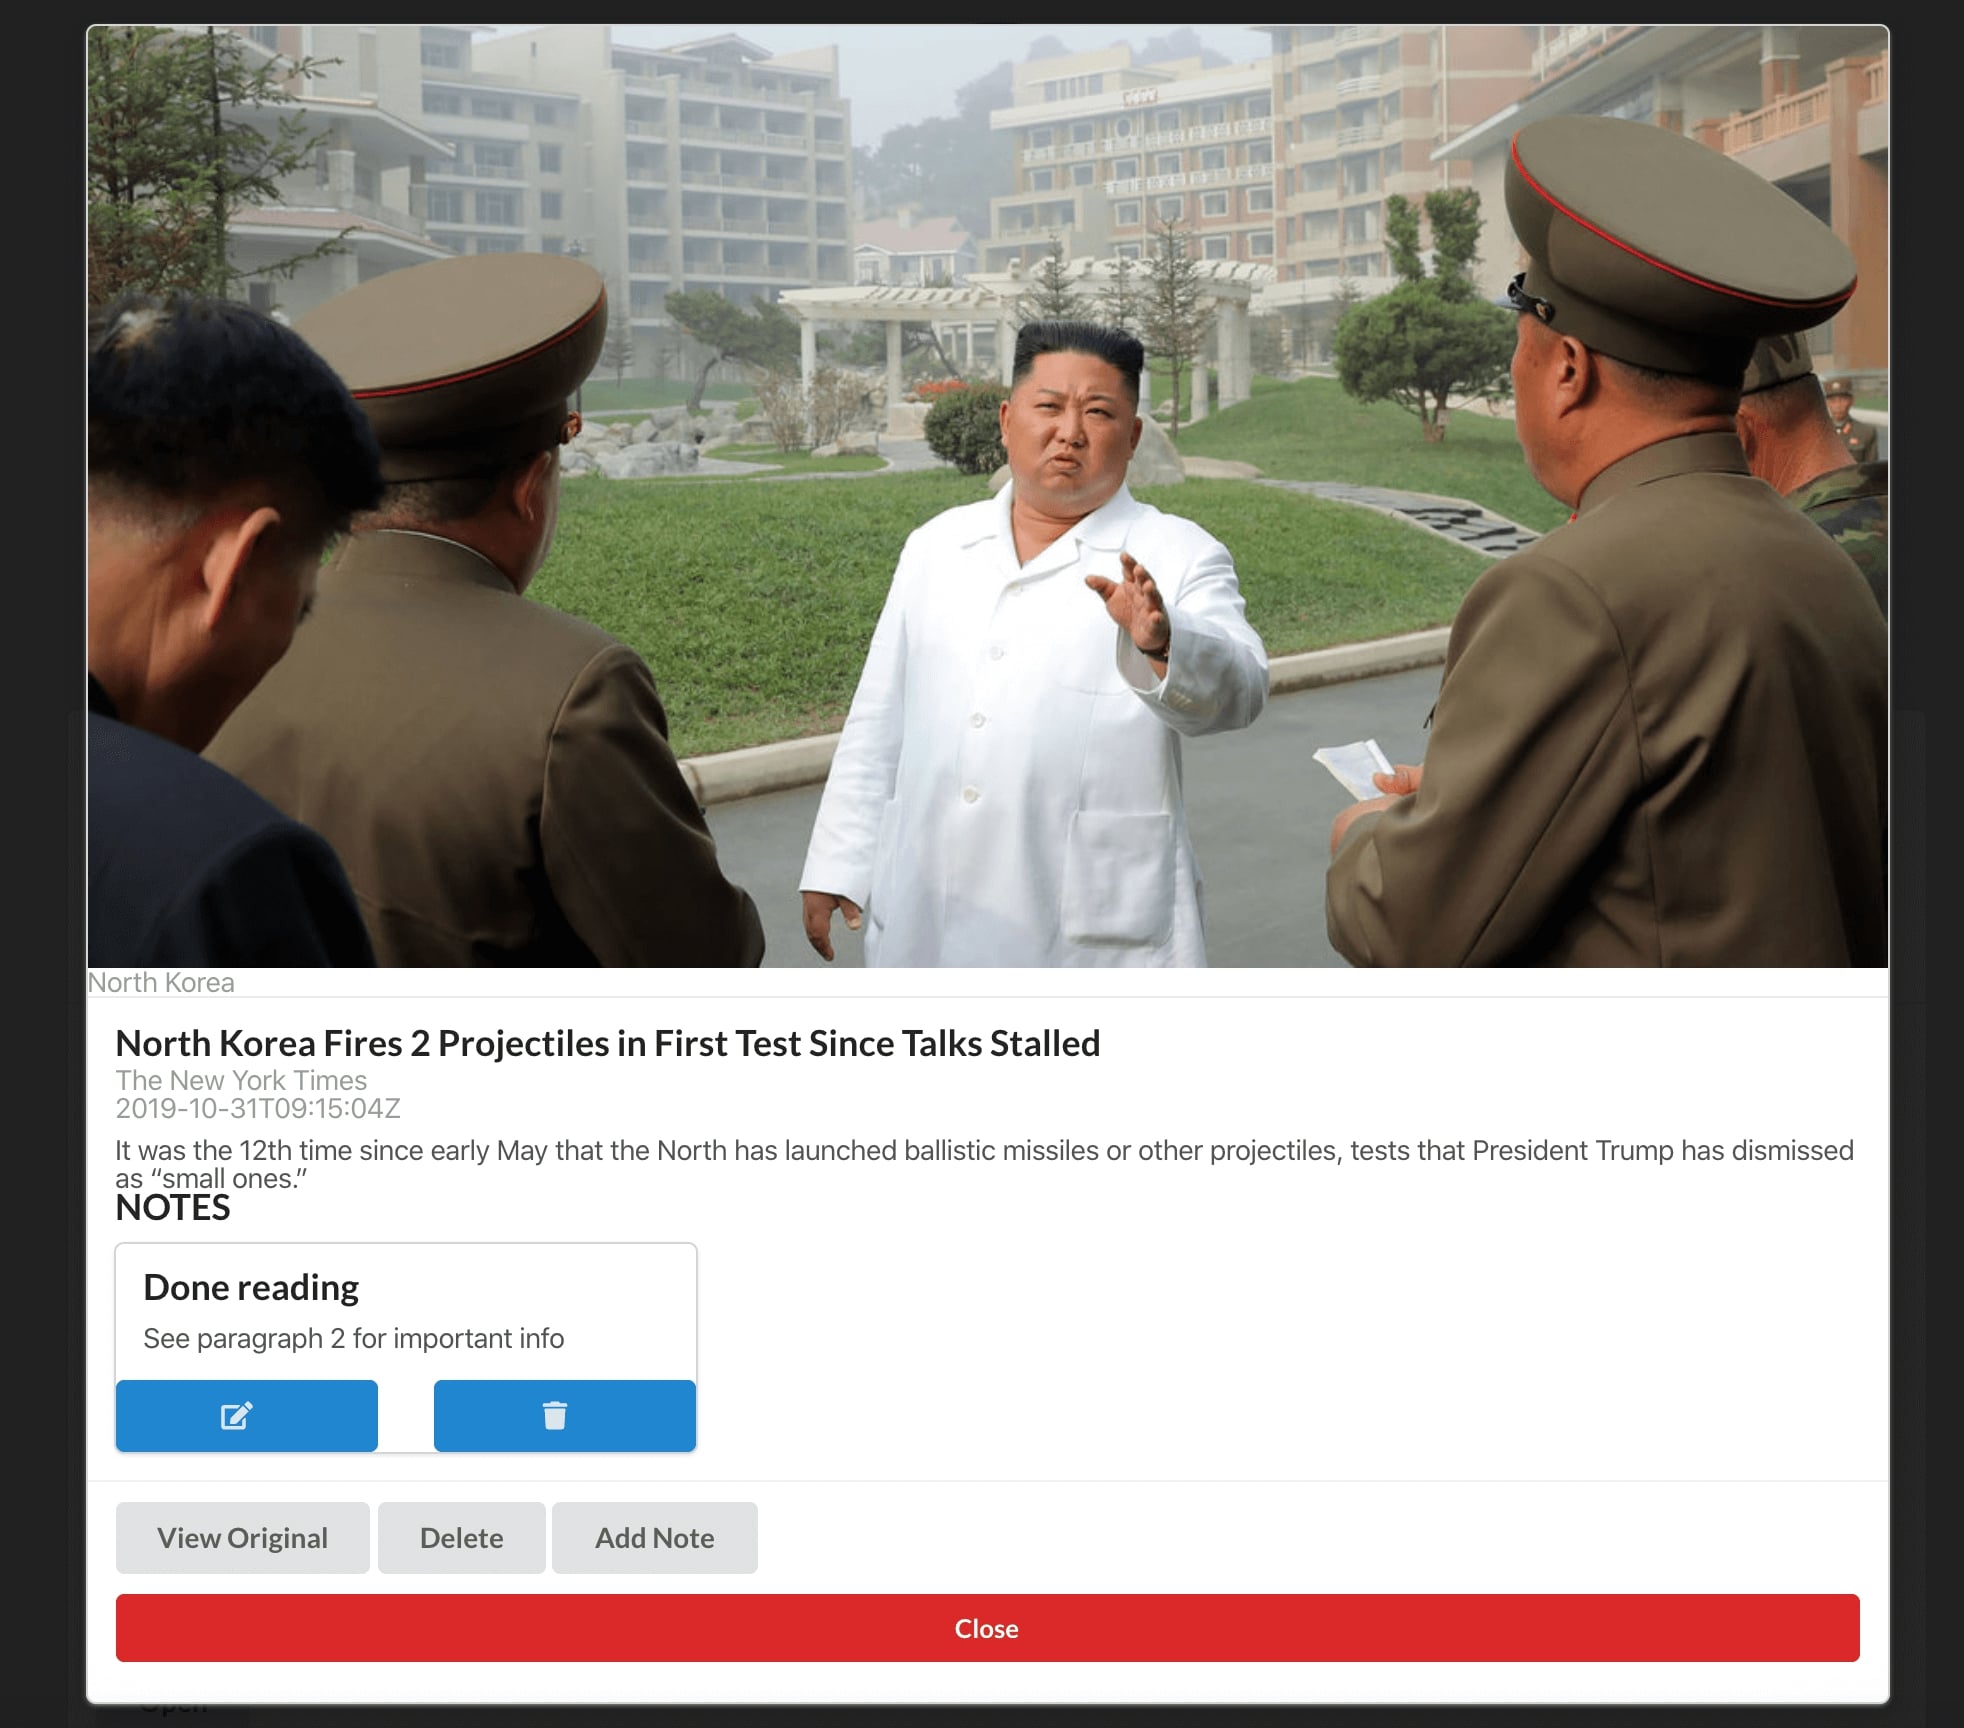 North Korea
North Korea Fires 2 Projectiles in First Test Since Talks Stalled
The New York Times
2019-10-31T09:15:04Z
It was the 12th time since early May that the North has launched ballistic missiles or other projectiles, tests that President Trump has dismissed
as “small ones.”
NOTES
Done reading
See paragraph 2 for important info
View Original
Delete
Add Note
Close
Open